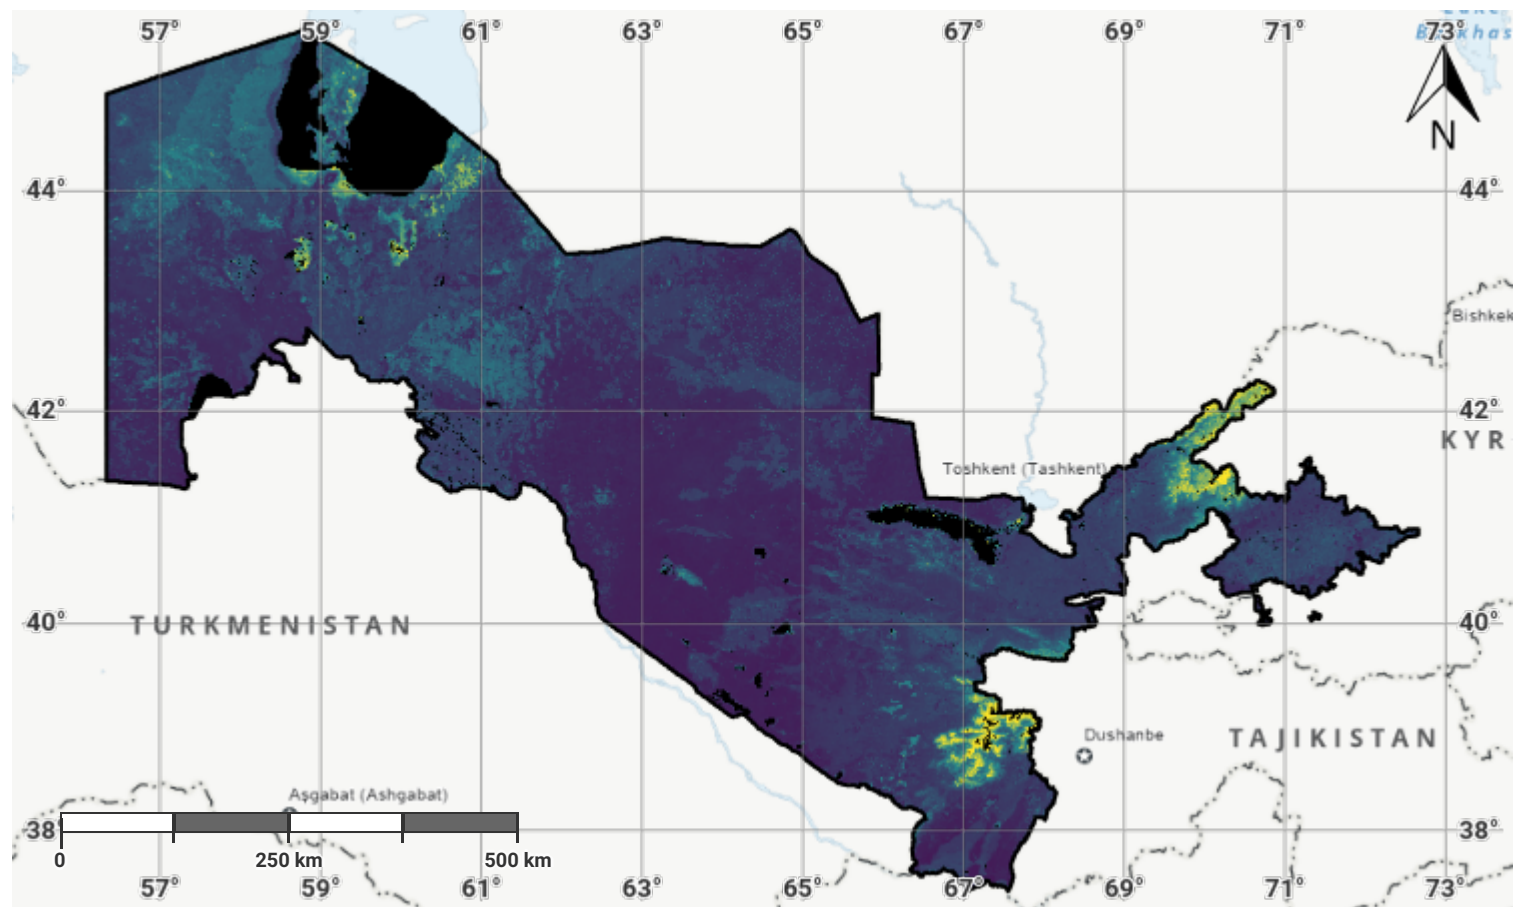 57° 59° 61° 63° 65° 67° 69° 71° 73°
N
44° 44°
Bishkek
42° 42°
KYR
Toshkent (Tashkent)
40° 40°
TURKMENISTAN
Dushanbe
TAJIKISTAN
Aşgabat (Ashgabat)
38° 38°
0 250 km 500 km
57° 59° 61° 63° 65° 67° 69° 71° 73°